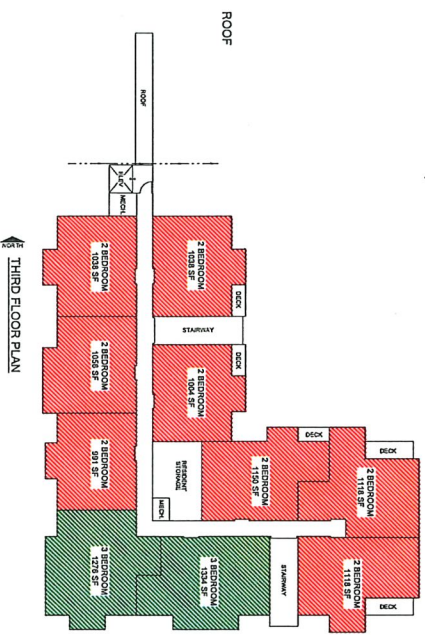 ROOF
ROOF
ELEV
MECH.
2 BEDROOM
1038 SF
2 BEDROOM
1038 SF
DECK
STAIRWAY
DECK
2 BEDROOM
1058 SF
2 BEDROOM
1004 SF
2 BEDROOM
991 SF
RESIDENT
STORAGE
MECH.
2 BEDROOM
1150 SF
DECK
DECK
2 BEDROOM
1118 SF
3 BEDROOM
1276 SF
3 BEDROOM
1334 SF
STAIRWAY
2 BEDROOM
1118 SF
DECK
NORTH
THIRD FLOOR PLAN